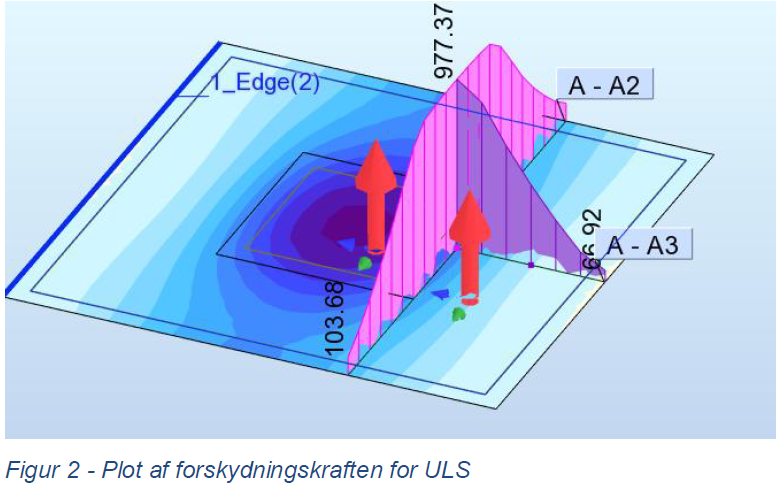 977.37
A - A2
1_Edge(2)
66.92
A - A3
103.68
Figur 2 - Plot af forskydningskraften for ULS